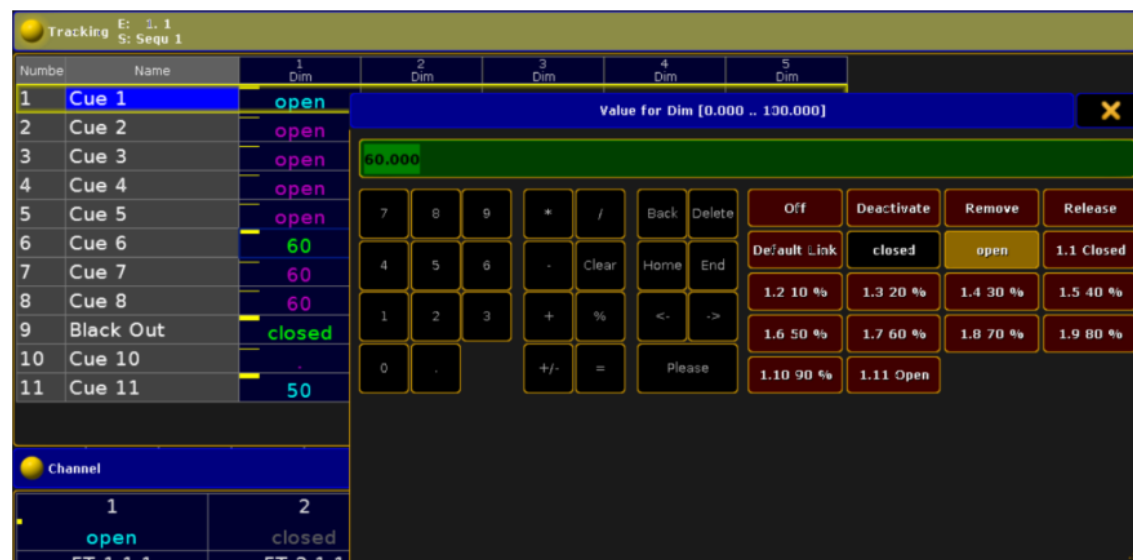 Tracking E: 1. 1
S: Sequ 1
Numbe Name 1 Dim 2 Dim 3 Dim 4 Dim 5 Dim
1 Cue 1 open
2 Cue 2 open
3 Cue 3 open
4 Cue 4 open
5 Cue 5 open
6 Cue 6 60
7 Cue 7 60
8 Cue 8 60
9 Black Out closed
10 Cue 10 .
11 Cue 11 50
Value for Dim [0.000 .. 100.000]
60.000
7 8 9 * / Back Delete
4 5 6 - Clear Home End
1 2 3 + % <- ->
0 . +/- = Please
Off Deactivate Remove Release
Default Link closed open 1.1 Closed
1.2 10 % 1.3 20 % 1.4 30 % 1.5 40 %
1.6 50 % 1.7 60 % 1.8 70 % 1.9 80 %
1.10 90 % 1.11 Open
Channel
1 2
open closed